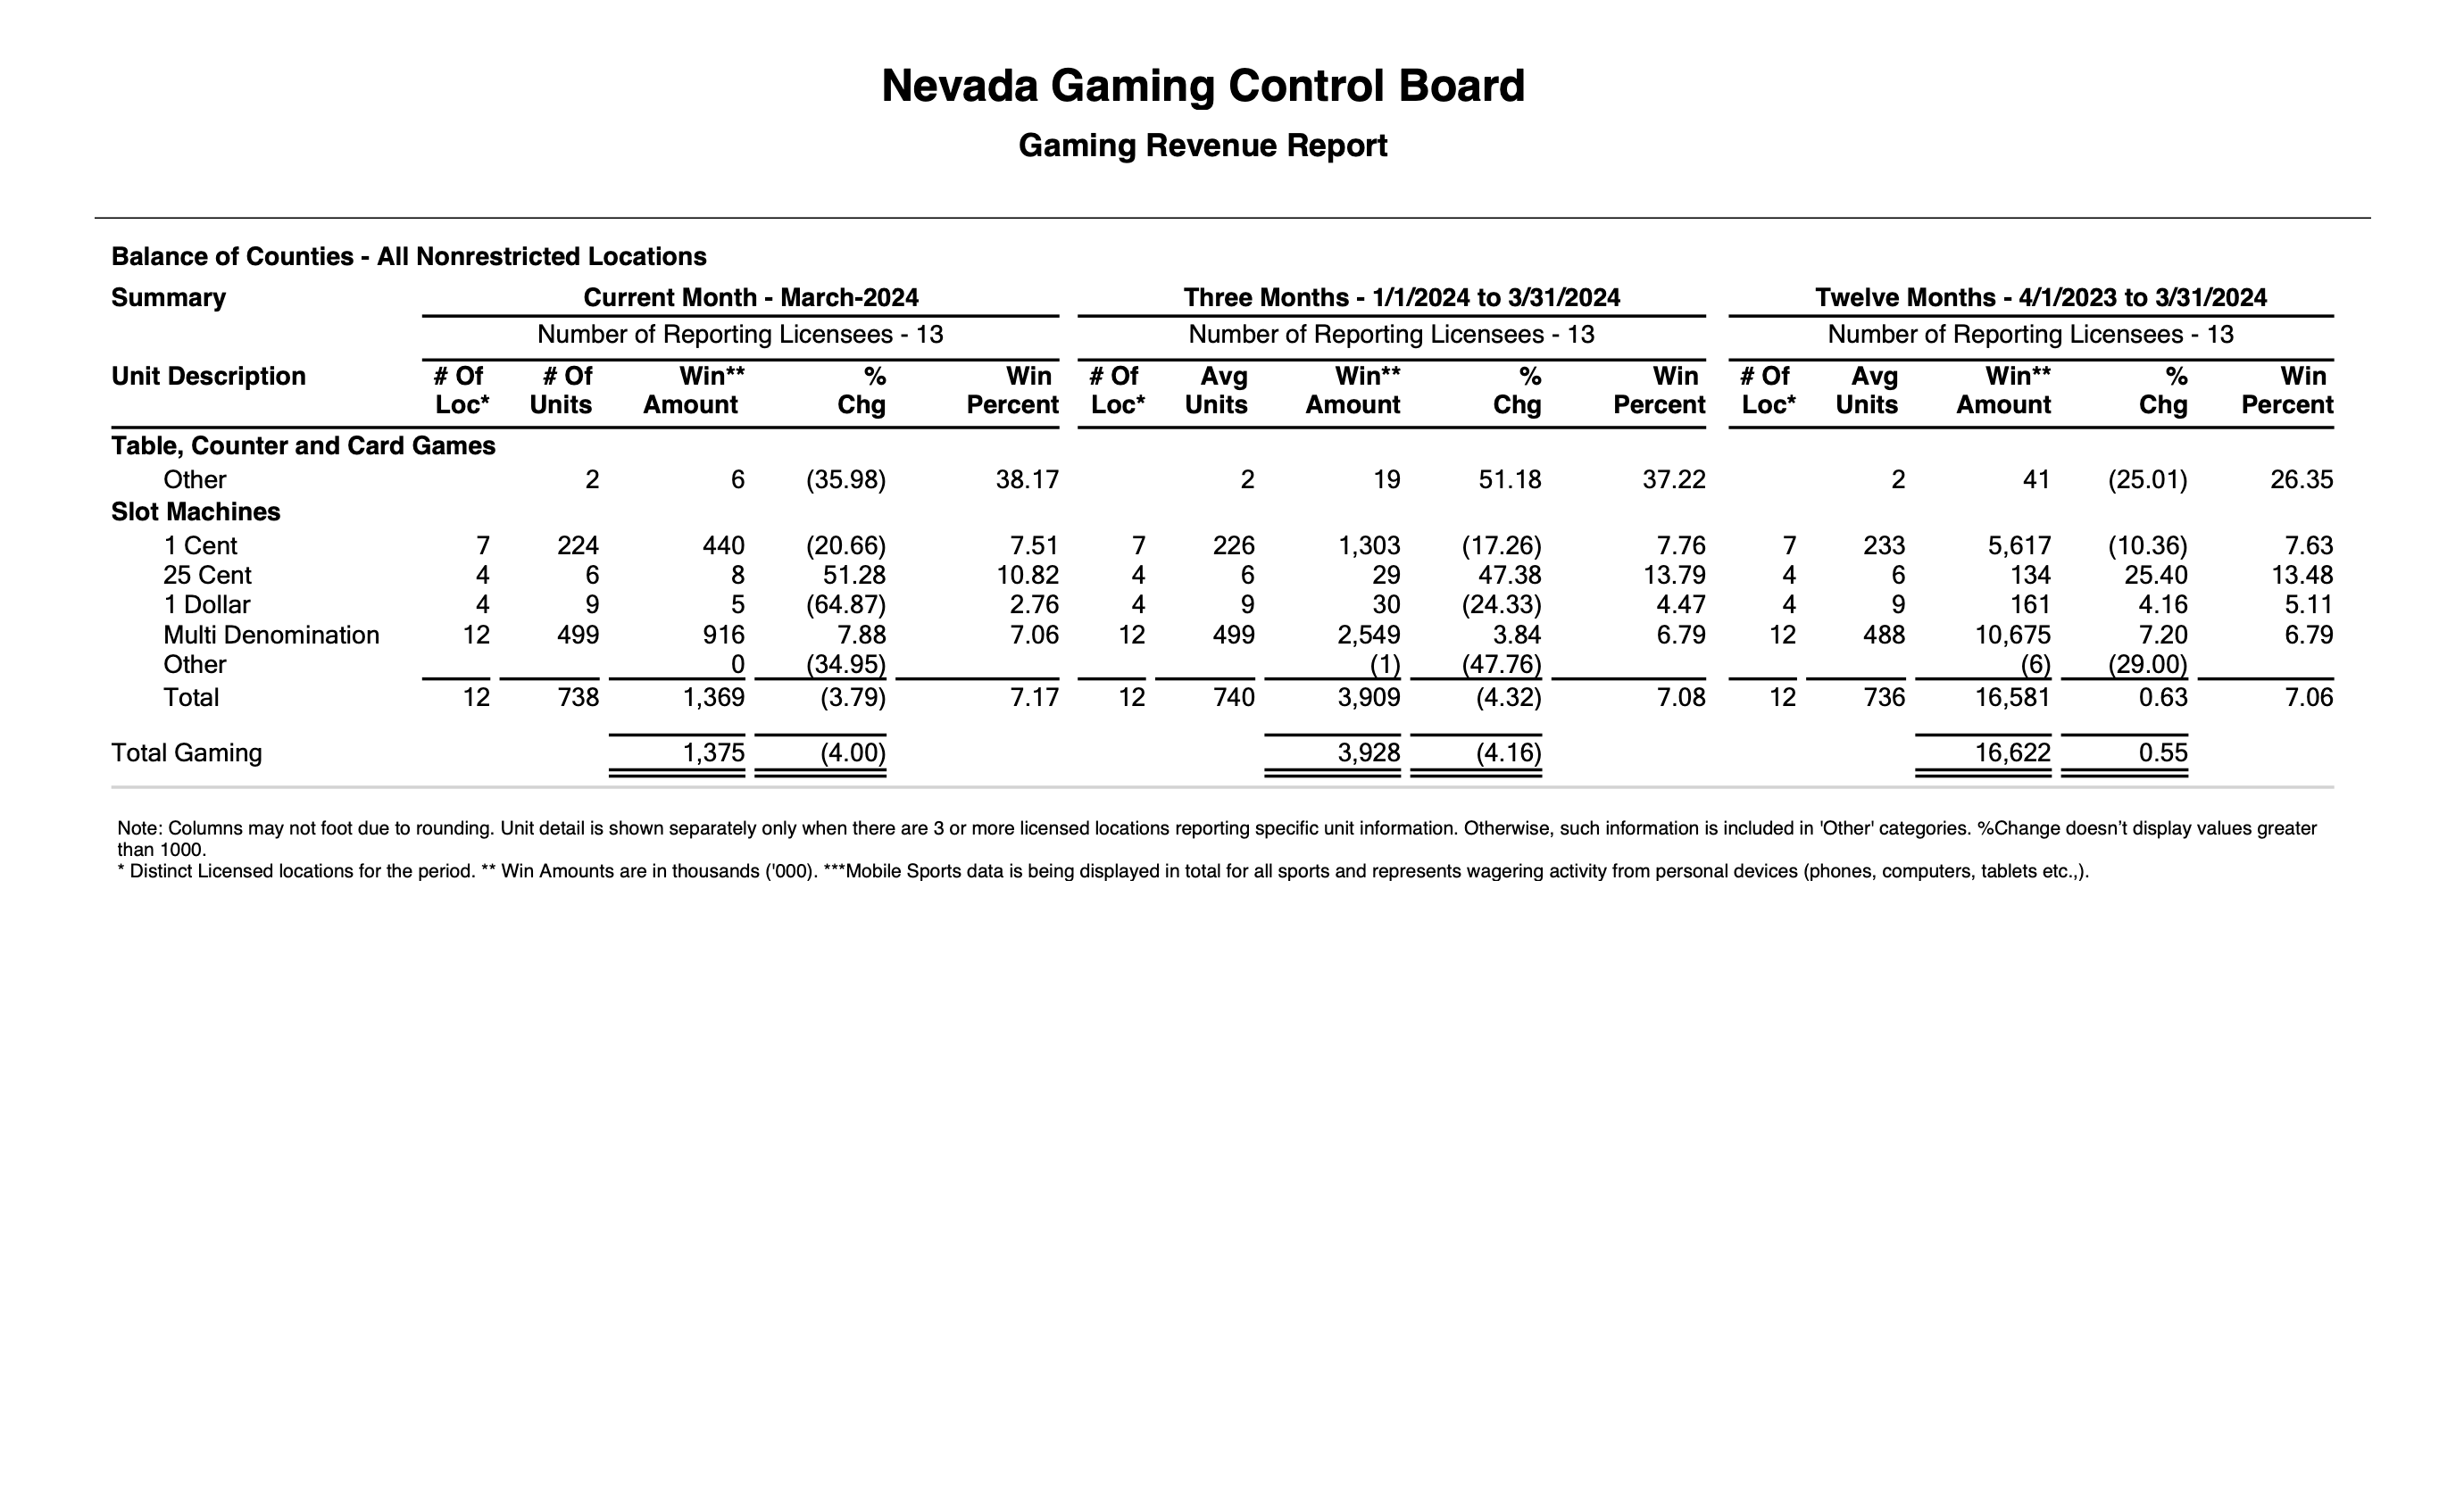 Nevada Gaming Control Board
Gaming Revenue Report
Balance of Counties - All Nonrestricted Locations
Summary Current Month - March-2024 Three Months - 1/1/2024 to 3/31/2024 Twelve Months - 4/1/2023 to 3/31/2024
Number of Reporting Licensees - 13 Number of Reporting Licensees - 13 Number of Reporting Licensees - 13
Unit Description # Of # Of Win** % Win # Of Avg Win** % Win # Of Avg Win** % Win
Loc* Units Amount Chg Percent Loc* Units Amount Chg Percent Loc* Units Amount Chg Percent
Table, Counter and Card Games
Other 2 6 (35.98) 38.17 2 19 51.18 37.22 2 41 (25.01) 26.35
Slot Machines
1 Cent 7 224 440 (20.66) 7.51 7 226 1,303 (17.26) 7.76 7 233 5,617 (10.36) 7.63
25 Cent 4 6 8 51.28 10.82 4 6 29 47.38 13.79 4 6 134 25.40 13.48
1 Dollar 4 9 5 (64.87) 2.76 4 9 30 (24.33) 4.47 4 9 161 4.16 5.11
Multi Denomination 12 499 916 7.88 7.06 12 499 2,549 3.84 6.79 12 488 10,675 7.20 6.79
Other 0 (34.95) (1) (47.76) (6) (29.00)
Total 12 738 1,369 (3.79) 7.17 12 740 3,909 (4.32) 7.08 12 736 16,581 0.63 7.06
Total Gaming 1,375 (4.00) 3,928 (4.16) 16,622 0.55
Note: Columns may not foot due to rounding. Unit detail is shown separately only when there are 3 or more licensed locations reporting specific unit information. Otherwise, such information is included in 'Other' categories. %Change doesn’t display values greater
than 1000.
* Distinct Licensed locations for the period. ** Win Amounts are in thousands ('000). ***Mobile Sports data is being displayed in total for all sports and represents wagering activity from personal devices (phones, computers, tablets etc.,).